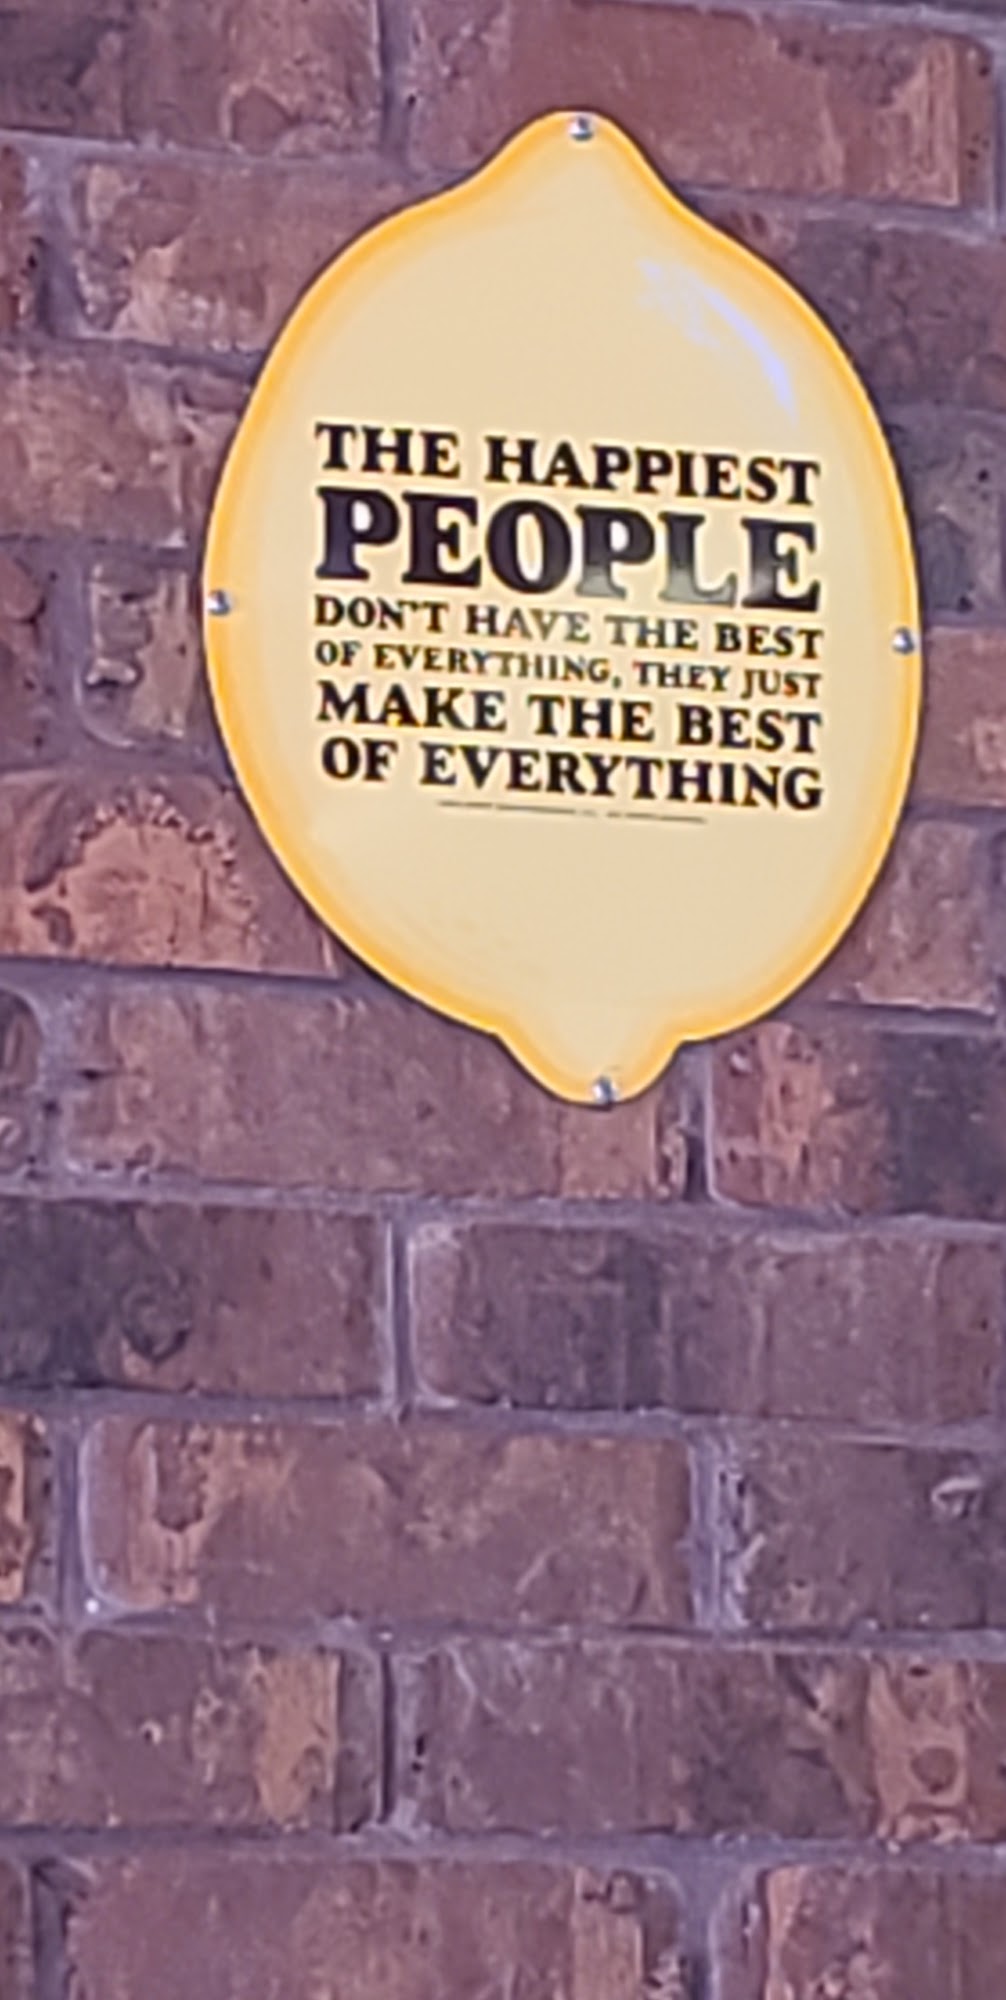 THE HAPPIEST
PEOPLE
DON'T HAVE THE BEST
OF EVERYTHING, THEY JUST
MAKE THE BEST
OF EVERYTHING